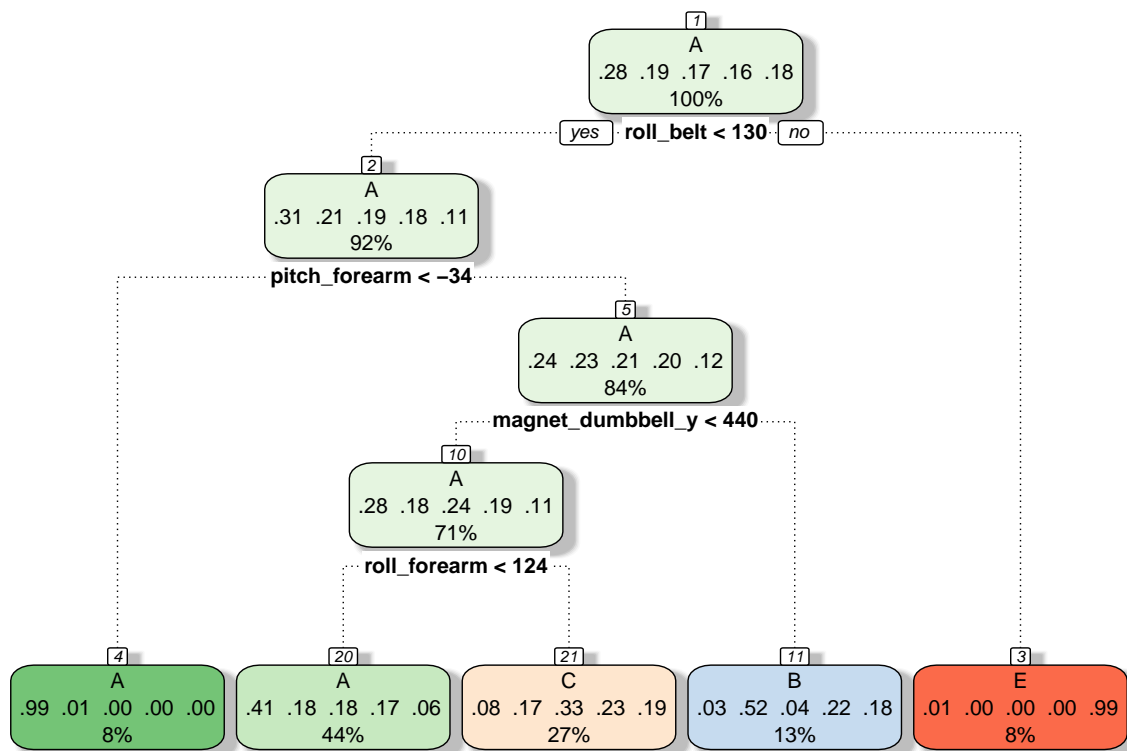 1
A
.28 .19 .17 .16 .18
100%
yes roll_belt < 130 no
2
A
.31 .21 .19 .18 .11
92%
pitch_forearm < −34
5
A
.24 .23 .21 .20 .12
84%
magnet_dumbbell_y < 440
10
A
.28 .18 .24 .19 .11
71%
roll_forearm < 124
4
A
.99 .01 .00 .00 .00
8%
20
A
.41 .18 .18 .17 .06
44%
21
C
.08 .17 .33 .23 .19
27%
11
B
.03 .52 .04 .22 .18
13%
3
E
.01 .00 .00 .00 .99
8%